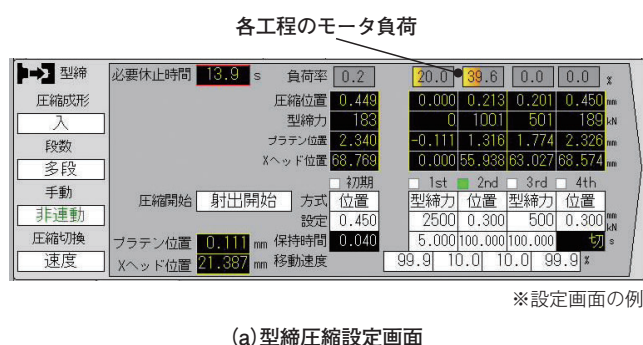 各工程のモータ負荷
型締 必要休止時間 13.9 s 負荷率 0.2 20.0 39.6 0.0 0.0 %
圧縮成形 圧縮位置 0.449 0.000 0.213 0.201 0.450 mm
入 型締力 183 0 1001 501 189 kN
段数 プラテン位置 2.340 -0.111 1.316 1.774 2.326 mm
多段 Xヘッド位置 68.769 0.000 55.938 63.027 68.574 mm
手動 初期 1st 2nd 3rd 4th
非連動 圧縮開始 射出開始 方式 位置 型締力 位置 型締力 位置
設定 0.450 2500 0.300 500 0.300 mm kN
圧縮切換 プラテン位置 0.111 mm 保持時間 0.040 5.000 100.000 100.000 切 s
速度 Xヘッド位置 21.387 mm 移動速度 99.9 10.0 10.0 99.9 %
※設定画面の例
(a)型締圧縮設定画面